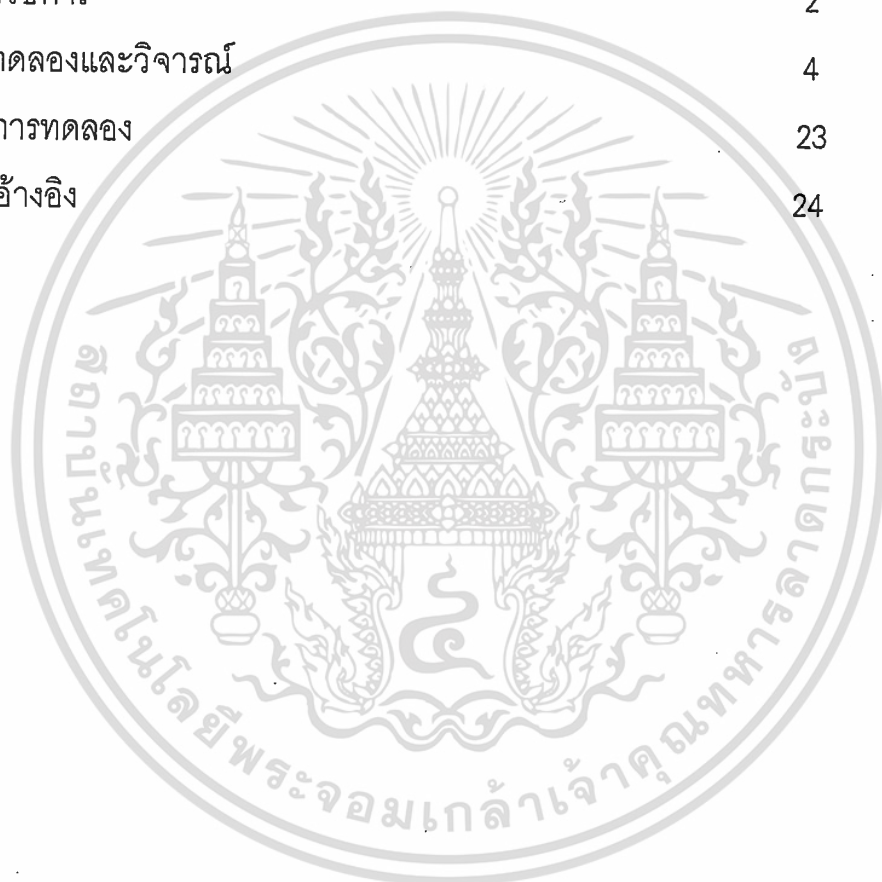 2
ทดลองและวิจารณ์ 4
การทดลอง 23
อ้างอิง 24
สถาบันเทคโนโลยีพระจอมเกล้าเจ้าคุณทหารลาดกระบัง